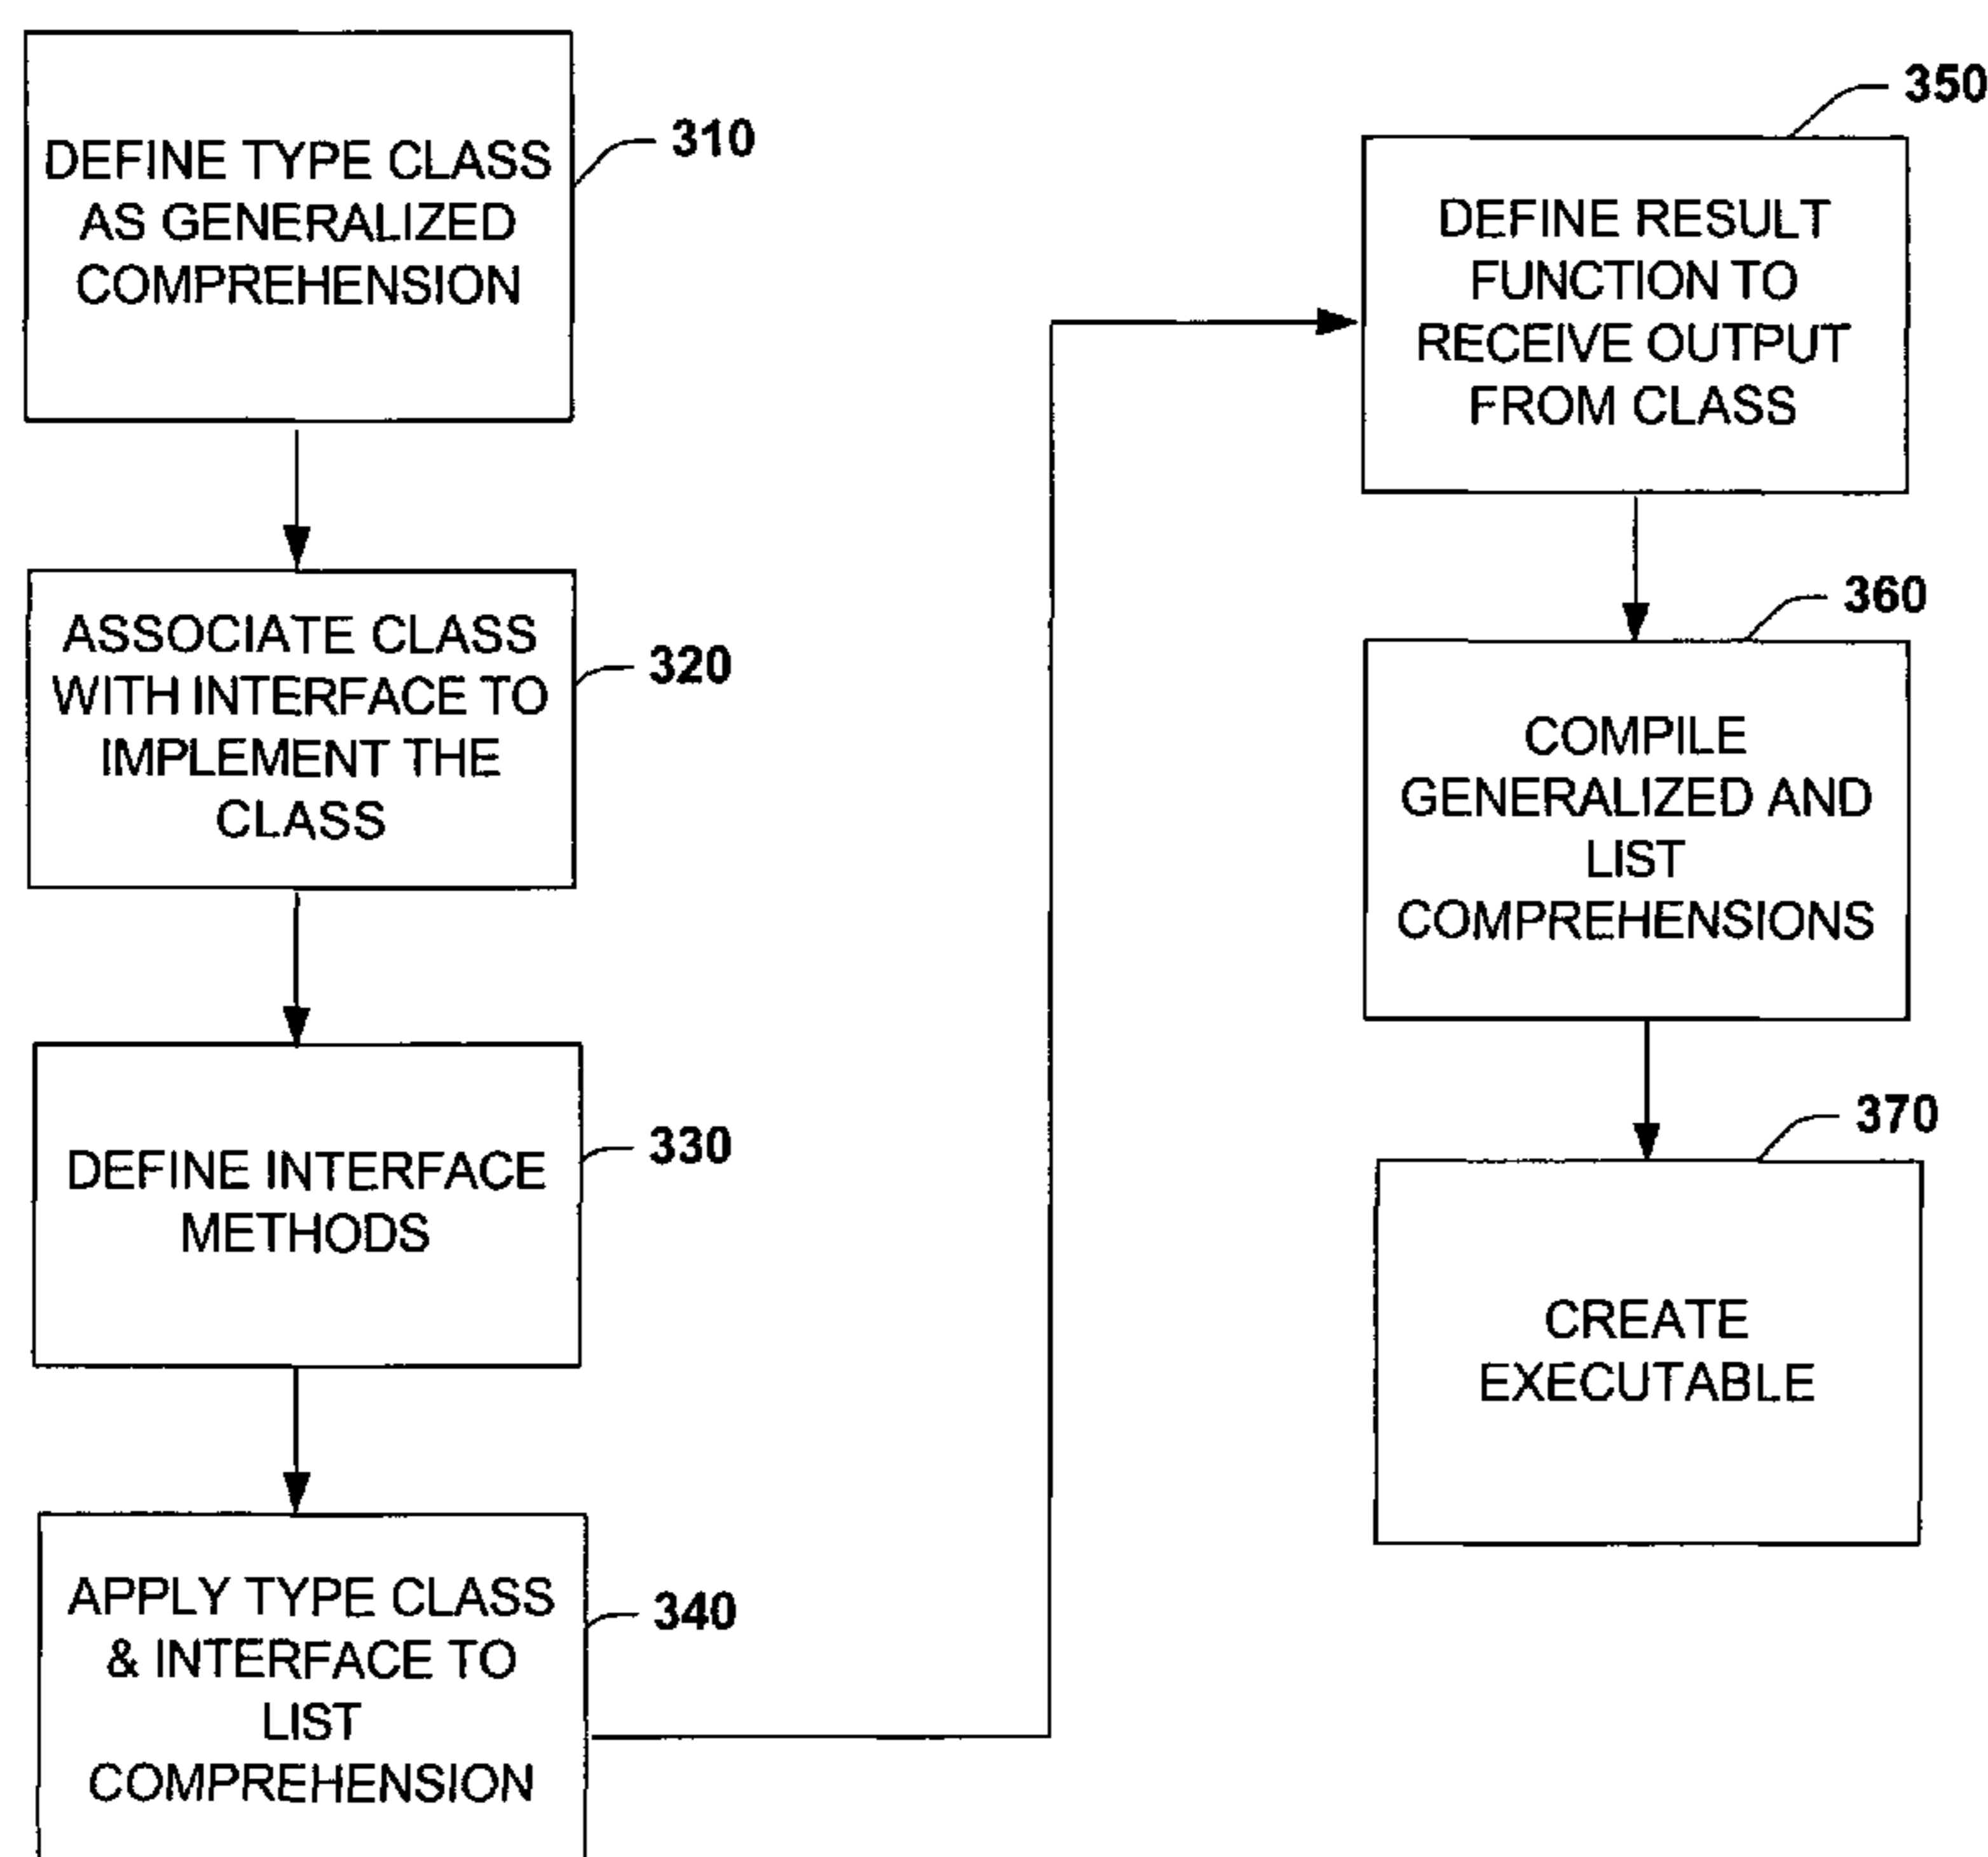 DEFINE TYPE CLASS
AS GENERALIZED
COMPREHENSION
310
ASSOCIATE CLASS
WITH INTERFACE TO
IMPLEMENT THE
CLASS
320
DEFINE INTERFACE
METHODS
330
APPLY TYPE CLASS
& INTERFACE TO
LIST
COMPREHENSION
340
350
DEFINE RESULT
FUNCTION TO
RECEIVE OUTPUT
FROM CLASS
360
COMPILE
GENERALIZED AND
LIST
COMPREHENSIONS
370
CREATE
EXECUTABLE